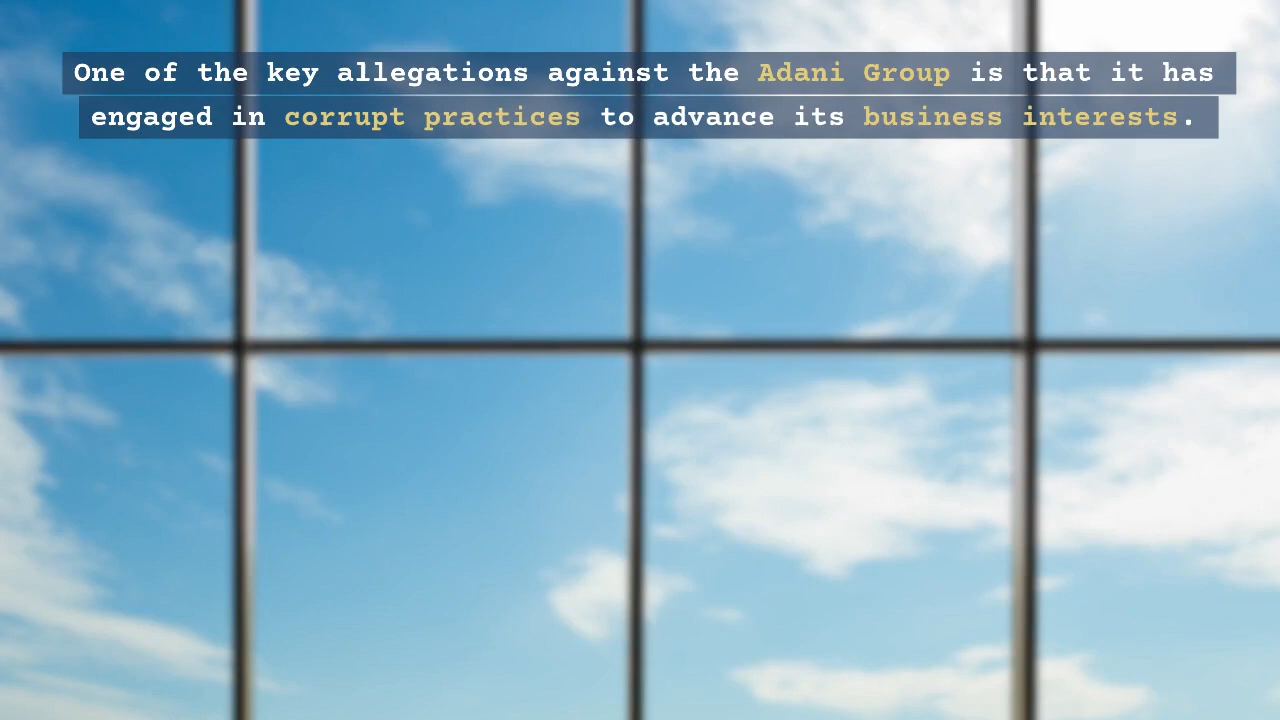 One of the key allegations against the Adani Group is that it has
engaged in corrupt practices to advance its business interests.